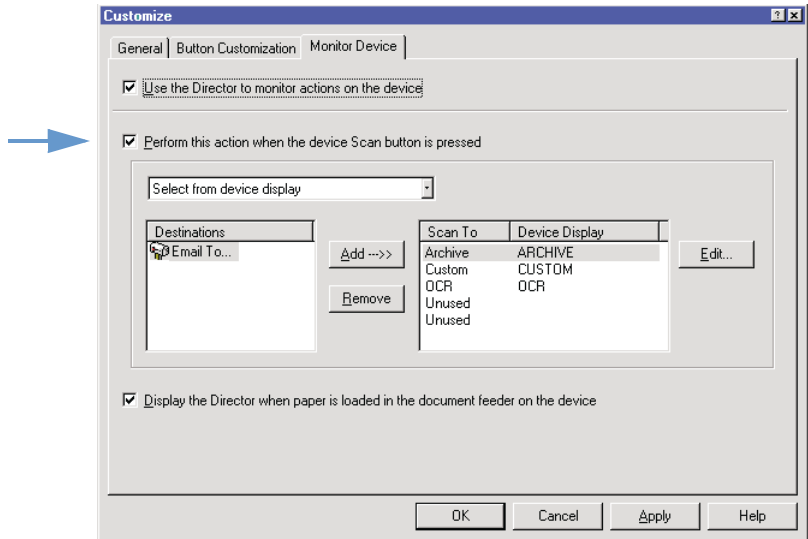 Customize
General Button Customization Monitor Device
Use the Director to monitor actions on the device
Perform this action when the device Scan button is pressed
Select from device display
Destinations
Email To...
Add --->>
Remove
Scan To Device Display
Archive ARCHIVE
Custom CUSTOM
OCR OCR
Unused
Unused
Edit...
Display the Director when paper is loaded in the document feeder on the device
OK Cancel Apply Help